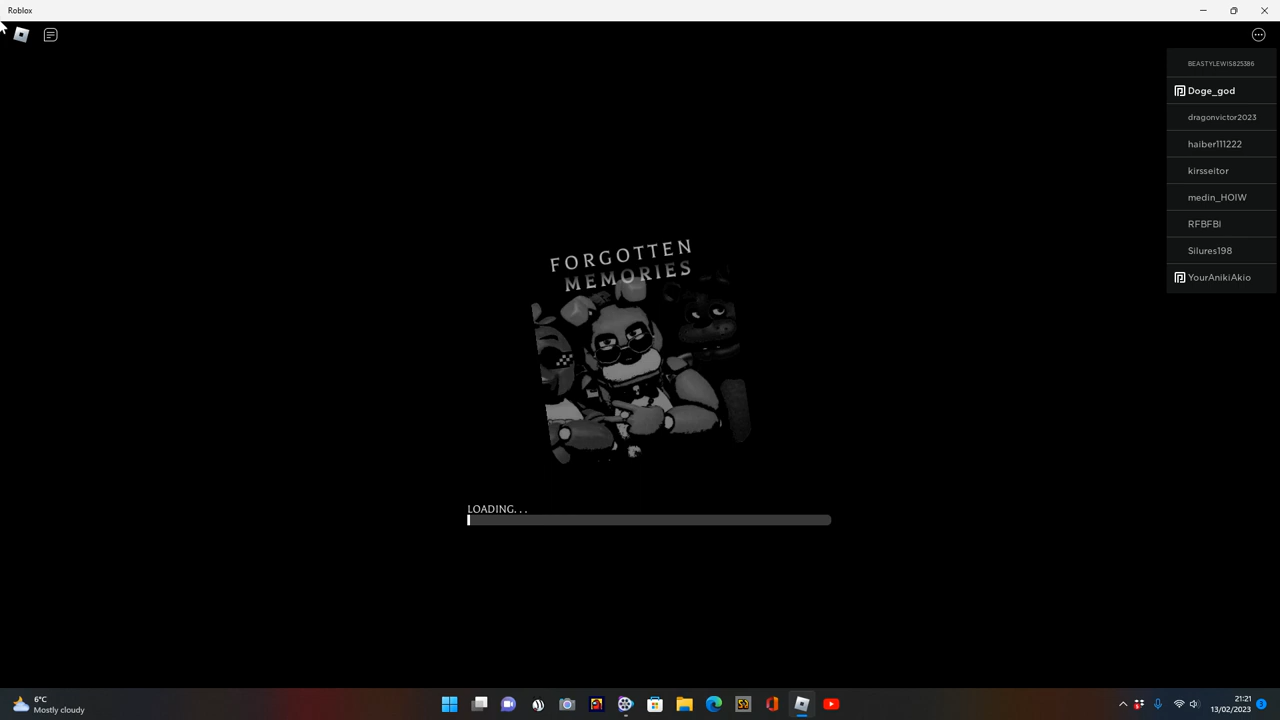 Roblox
BEASTYLEWIS825386
Doge_god
dragonvictor2023
haiber111222
kirsseitor
medin_HOIW
RFBFBI
Silures198
YourAnikiAkio
FORGOTTEN
MEMORIES
LOADING. . .
6°C
Mostly cloudy
21:21
13/02/2023